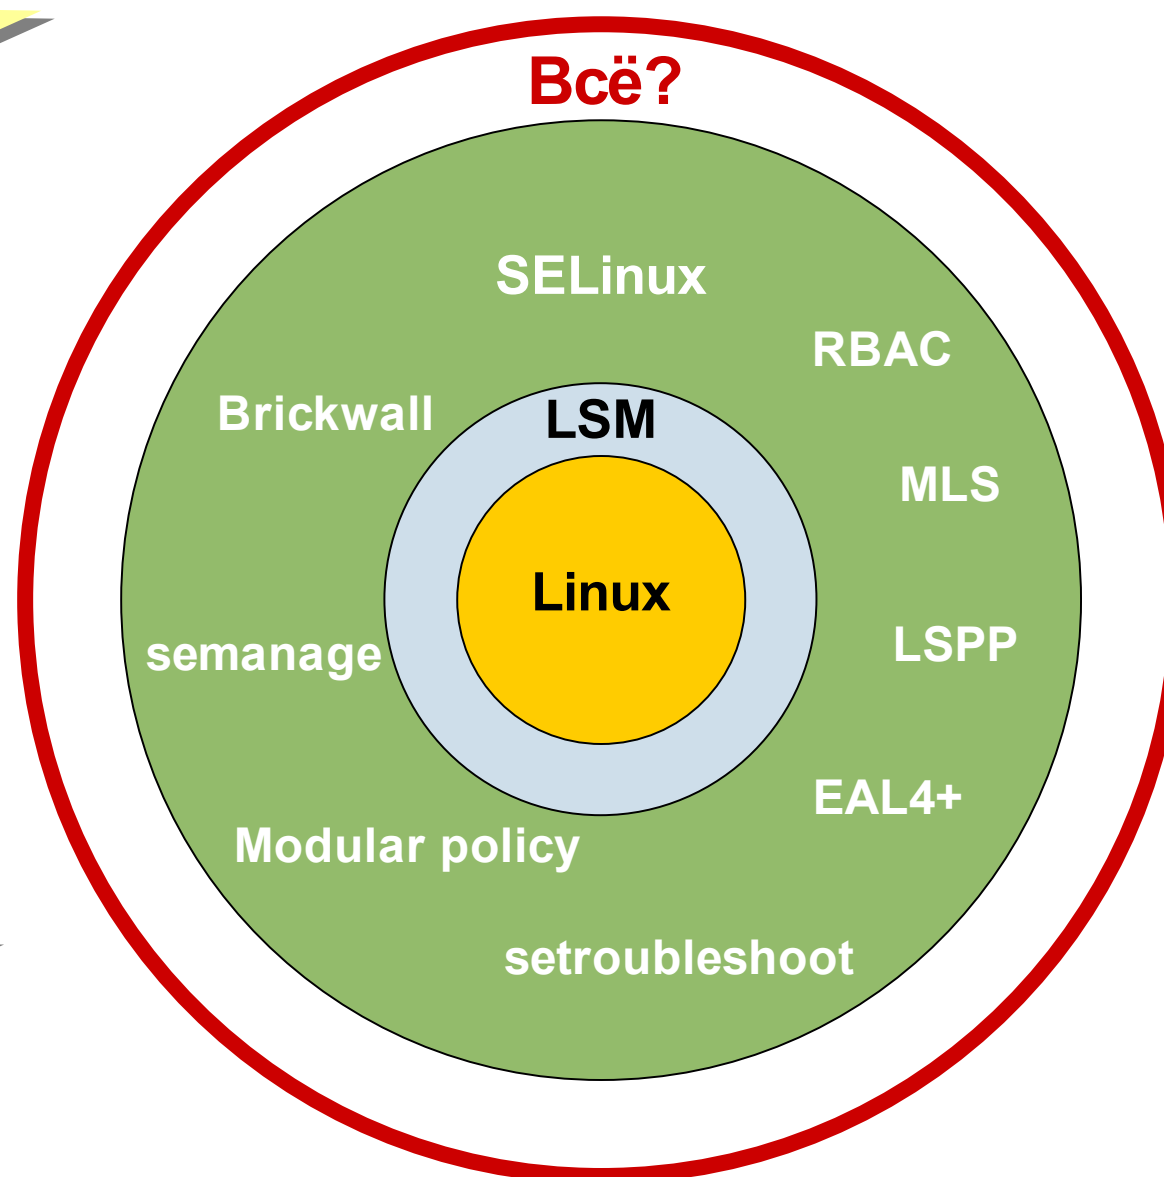 Всё?
SELinux
RBAC
Brickwall
LSM
MLS
Linux
semanage
LSPP
EAL4+
Modular policy
setroubleshoot